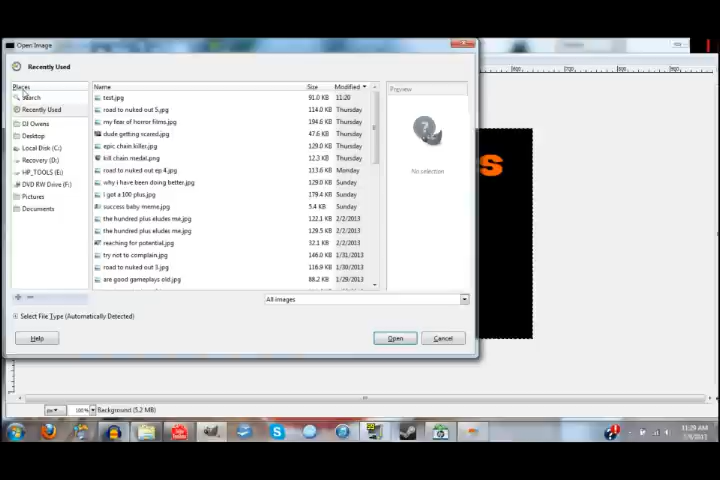 Open Image
Recently Used
Places
Search
Recently Used
DJ Owens
Desktop
Local Disk (C:)
Recovery (D:)
HP_TOOLS (E:)
DVD RW Drive (F:)
Pictures
Documents
Name Size Modified
test.jpg 91.0 KB 11:20
road to nuked out 5.jpg 114.0 KB Thursday
my fear of horror films.jpg 194.6 KB Thursday
dude getting scared.jpg 47.6 KB Thursday
epic chain killer.jpg 129.0 KB Thursday
kill chain medal.png 12.3 KB Thursday
road to nuked out ep 4.jpg 113.6 KB Monday
why i have been doing better.jpg 129.0 KB Sunday
i got a 100 plus.jpg 179.4 KB Sunday
success baby meme.jpg 5.4 KB Sunday
the hundred plus eludes me.jpg 122.1 KB 2/2/2013
the hundred plus eludes me.jpg 129.5 KB 2/2/2013
reaching for potential.jpg 32.1 KB 2/2/2013
try not to complain.jpg 146.0 KB 1/31/2013
road to nuked out 3.jpg 116.9 KB 1/30/2013
are good gameplays old.jpg 88.2 KB 1/29/2013
Preview
No selection
All images
Select File Type (Automatically Detected)
Help
Open
Cancel
S
px
100%
Background (5.2 MB)
11:29 AM